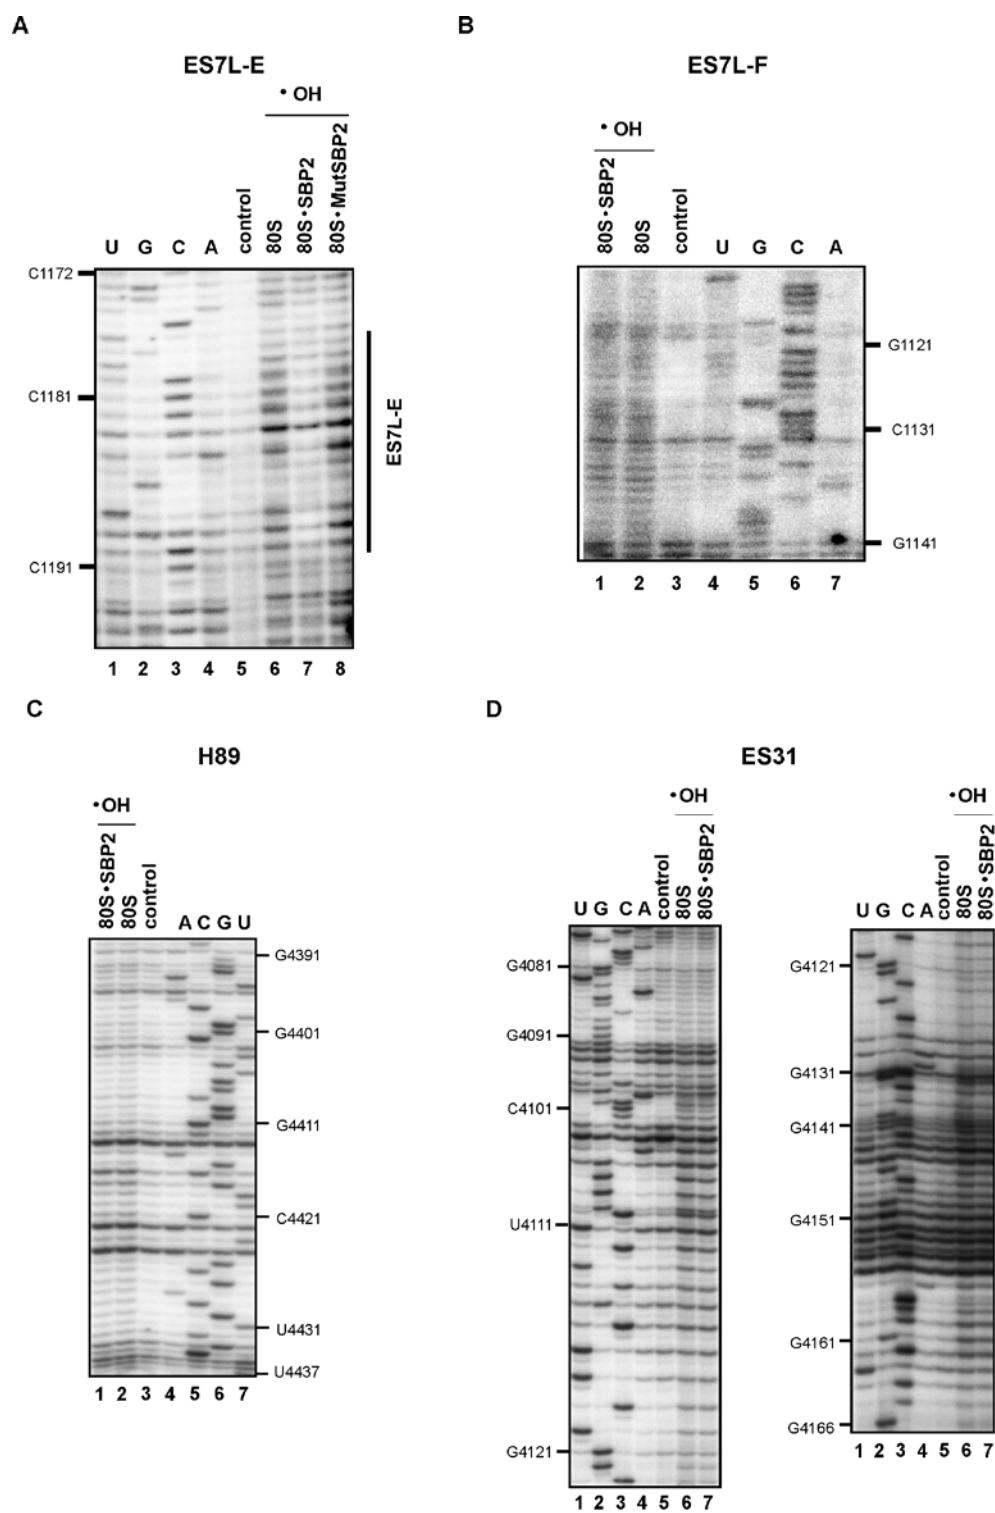 A
ES7L-E
• OH
U G C A control 80S 80S•SBP2 80S•MutSBP2
C1172
C1181
C1191
ES7L-E
1 2 3 4 5 6 7 8
B
ES7L-F
• OH
80S•SBP2 80S control U G C A
G1121
C1131
G1141
1 2 3 4 5 6 7
C
H89
•OH
80S•SBP2 80S control A C G U
G4391
G4401
G4411
C4421
U4431
U4437
1 2 3 4 5 6 7
D
ES31
•OH
U G C A control 80S 80S•SBP2
G4081
G4091
C4101
U4111
G4121
1 2 3 4 5 6 7
•OH
U G C A control 80S 80S•SBP2
G4121
G4131
G4141
G4151
G4161
G4166
1 2 3 4 5 6 7